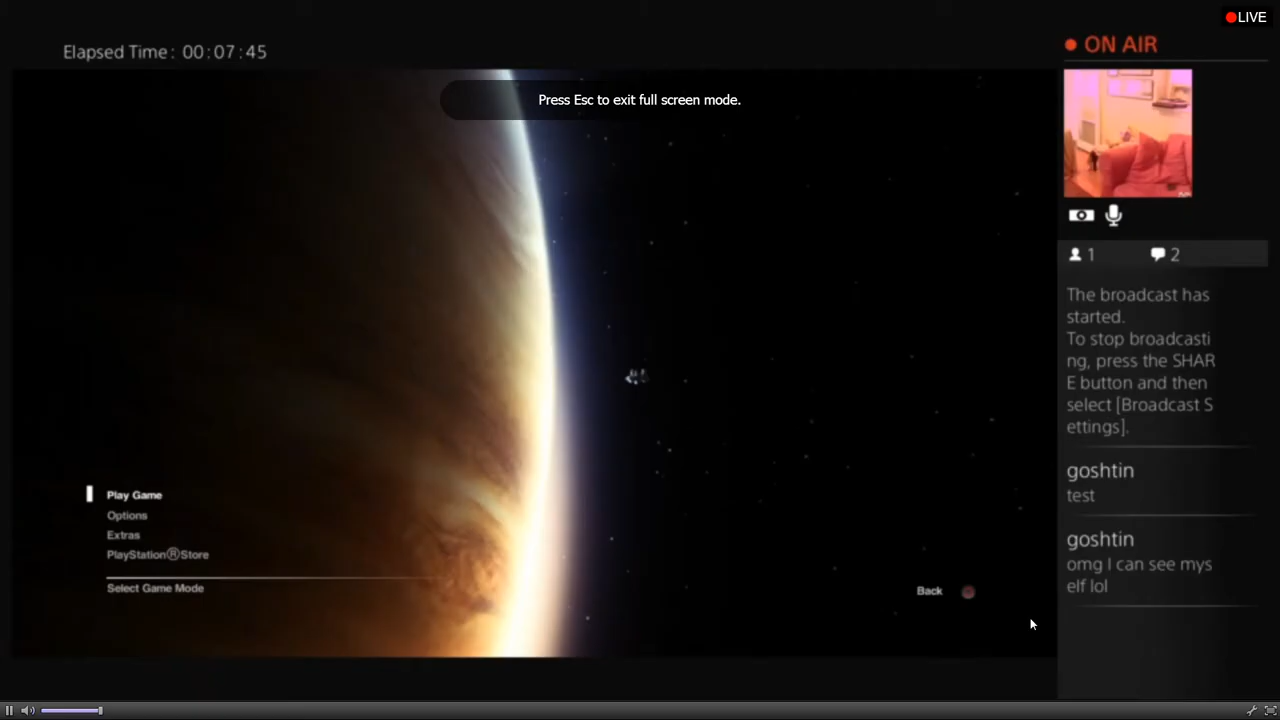 LIVE
Elapsed Time: 00:07:45
ON AIR
Press Esc to exit full screen mode.
1 2
The broadcast has
started.
To stop broadcasti
ng, press the SHAR
E button and then
select [Broadcast S
ettings].
goshtin
test
goshtin
omg I can see mys
elf lol
Play Game
Options
Extras
PlayStation®Store
Select Game Mode
Back